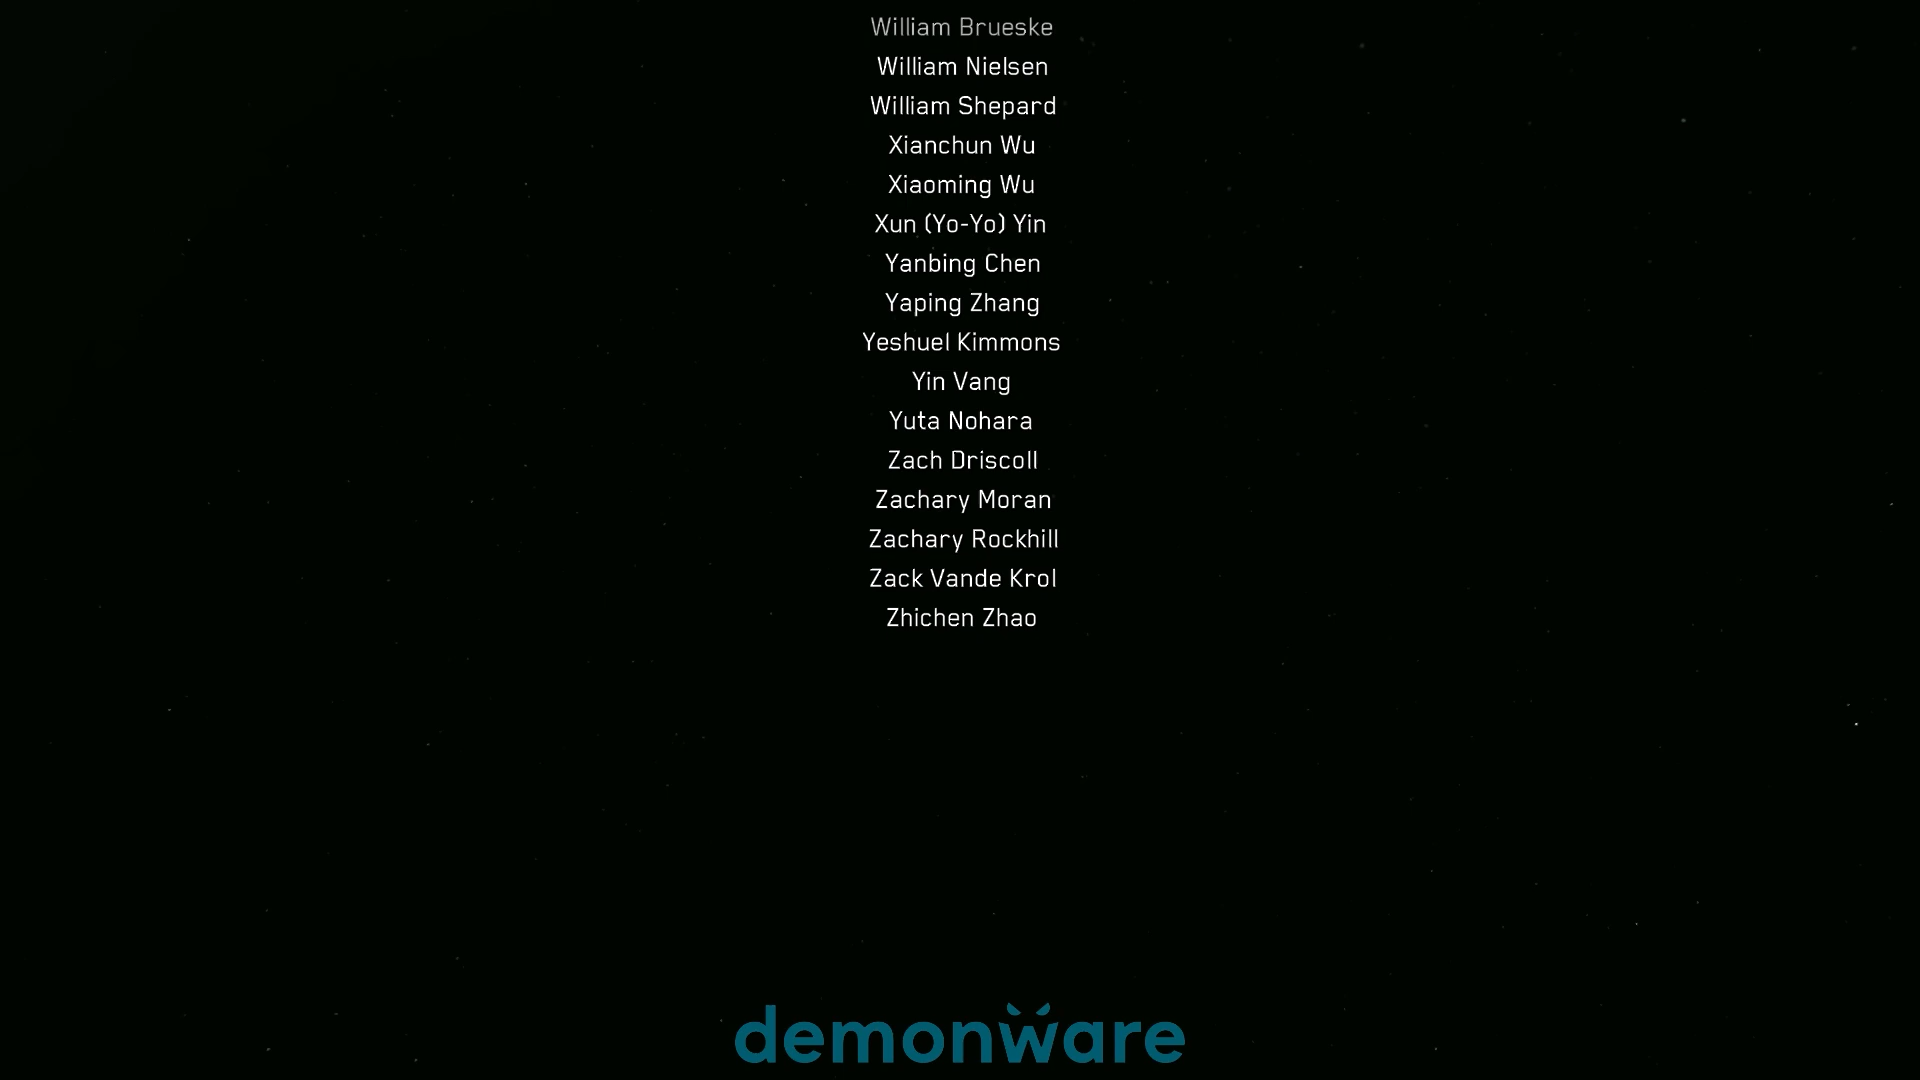 William Brueske
William Nielsen
William Shepard
Xianchun Wu
Xiaoming Wu
Xun (Yo-Yo) Yin
Yanbing Chen
Yaping Zhang
Yeshuel Kimmons
Yin Vang
Yuta Nohara
Zach Driscoll
Zachary Moran
Zachary Rockhill
Zack Vande Krol
Zhichen Zhao
demonware